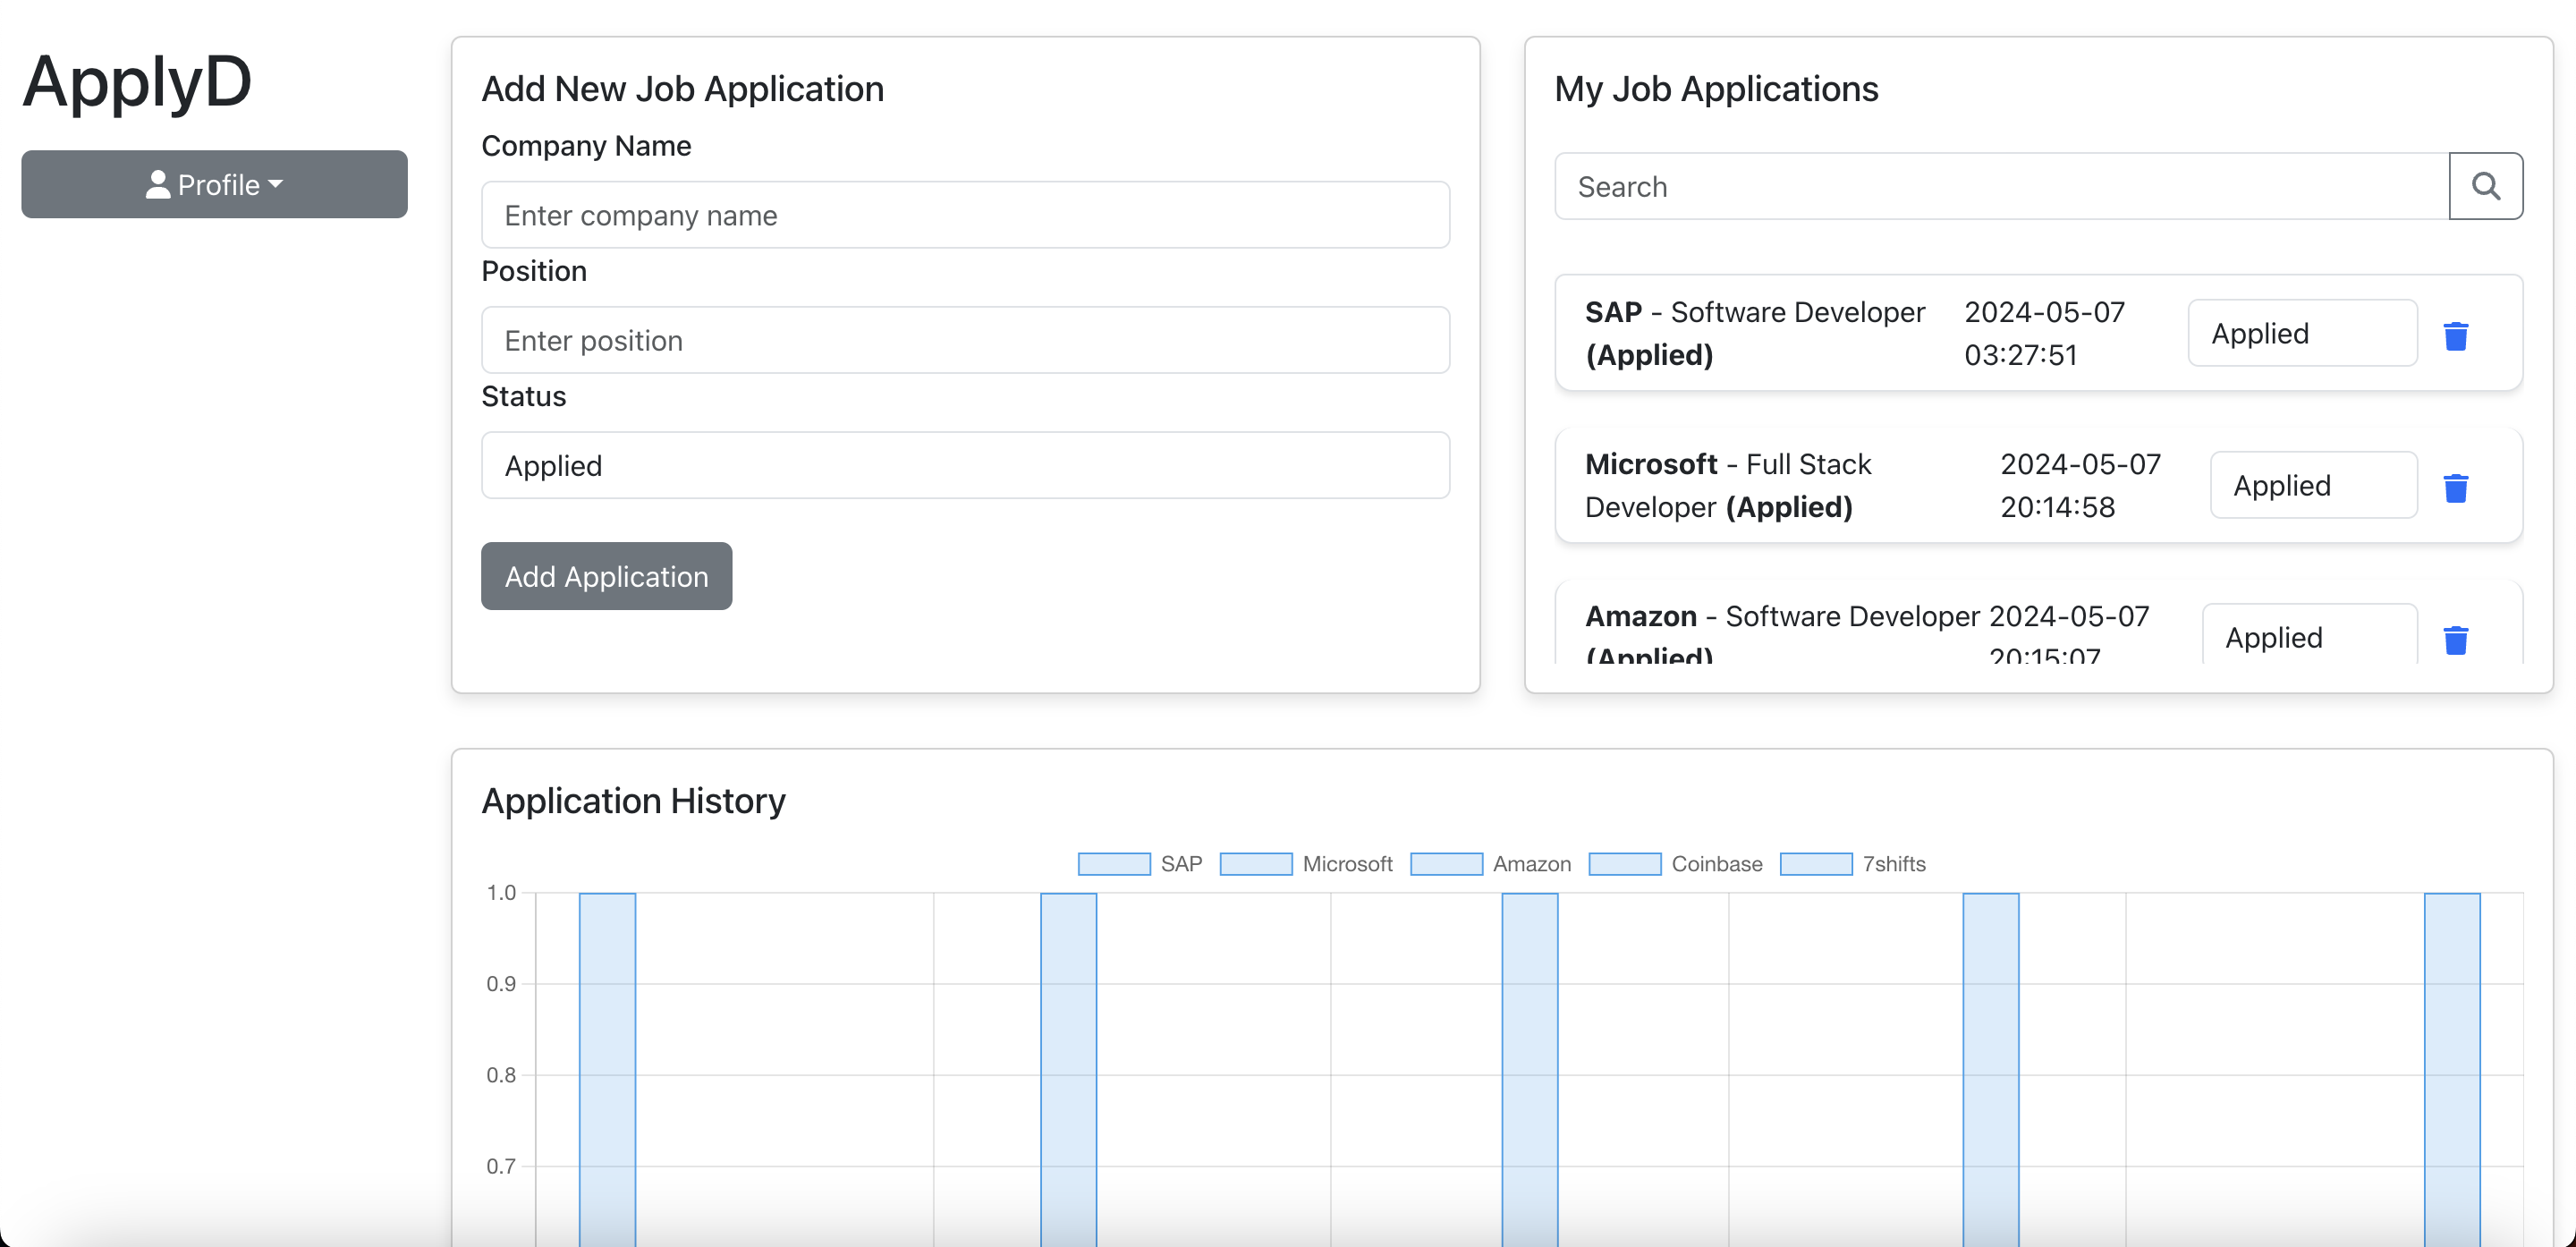 ApplyD
Profile
Add New Job Application
Company Name
Enter company name
Position
Enter position
Status
Applied
Add Application
My Job Applications
Search
SAP - Software Developer
(Applied)
2024-05-07
03:27:51
Applied
Microsoft - Full Stack
Developer (Applied)
2024-05-07
20:14:58
Applied
Amazon - Software Developer
(Applied)
2024-05-07
20:15:07
Applied
Application History
SAP Microsoft Amazon Coinbase 7shifts
1.0
0.9
0.8
0.7